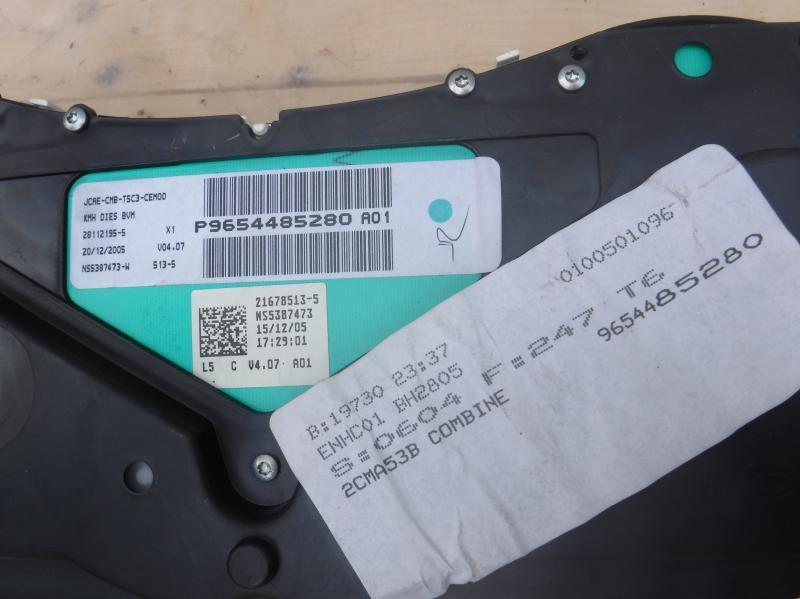 JCAE-CMB-T5C3-CEM00
KMH DIES BVM
28112195-5 X1
20/12/2005 V04.07
NS5387473-W 513-5
P9654485280 A01
21678513-5
NS5387473
15/12/05
17:29:01
L5 C V4.07 A01
0100501096
B:19730 23:37
ENHC01 BH2805
S:0604 F:247 T6
2CMA53B COMBINE
9654485280